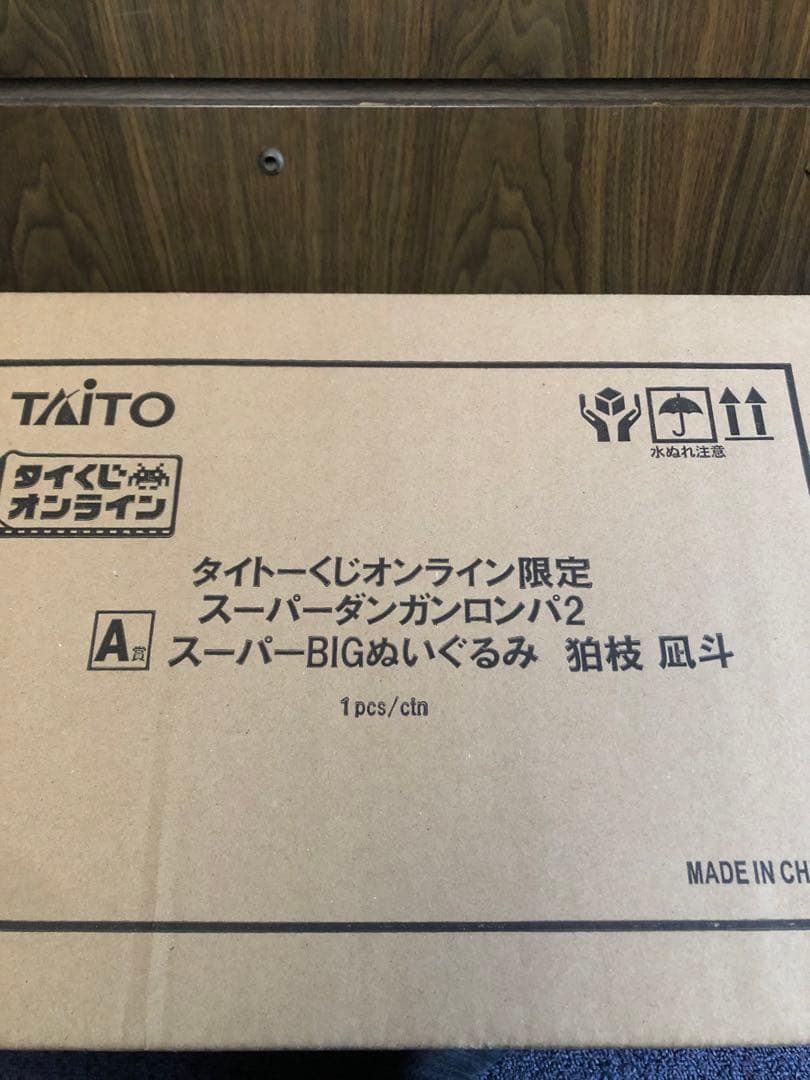 TAITO
タイくじ
オンライン
水ぬれ注意
タイトーくじオンライン限定
スーパーダンガンロンパ2
A賞 スーパーBIGぬいぐるみ 狛枝 凪斗
1pcs/ctn
MADE IN CH